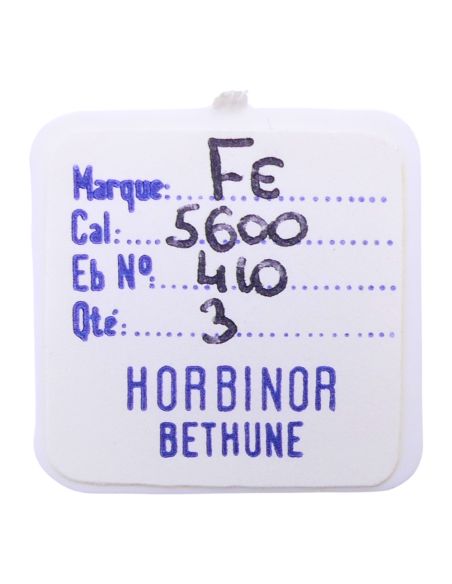 Marque: FE
Cal: 5600
Eb Nº: 410
Qté: 3
HORBINOR
BETHUNE